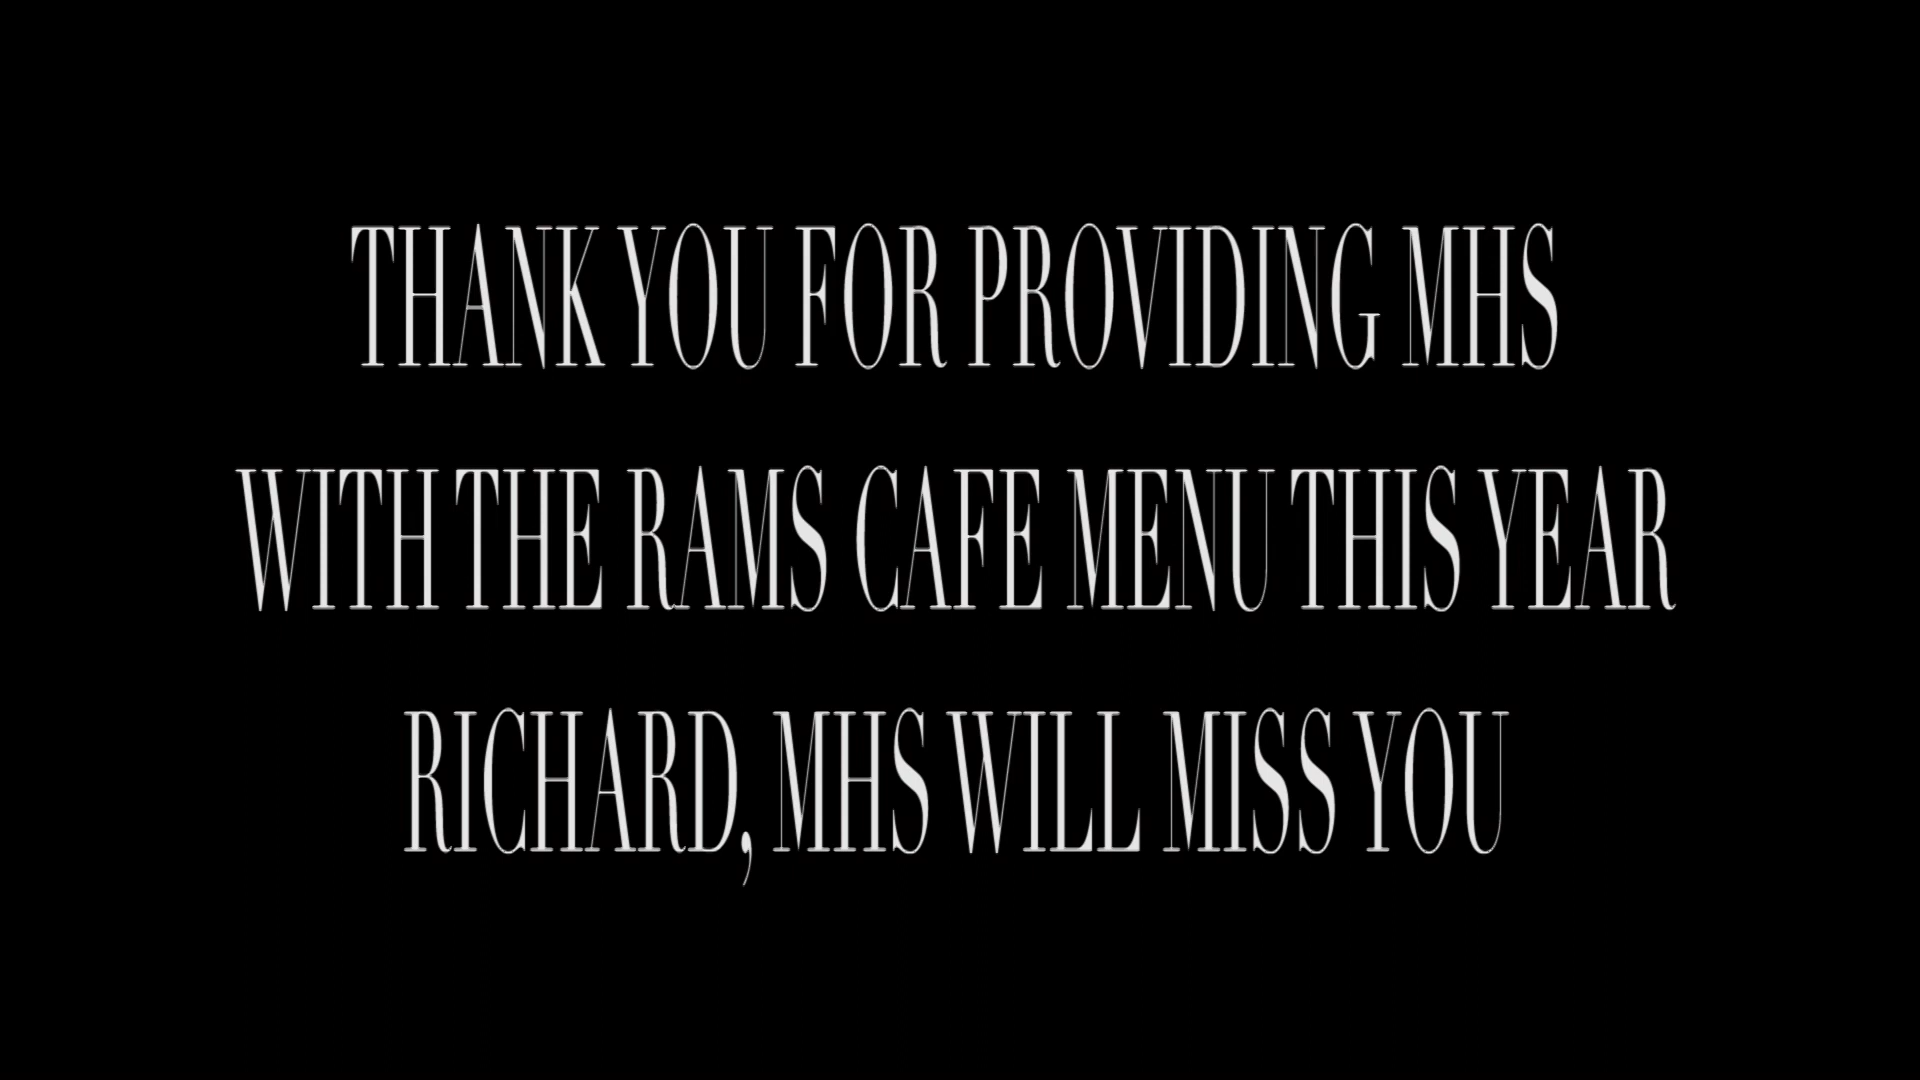 THANK YOU FOR PROVIDING MHS
WITH THE RAMS CAFE MENU THIS YEAR
RICHARD, MHS WILL MISS YOU